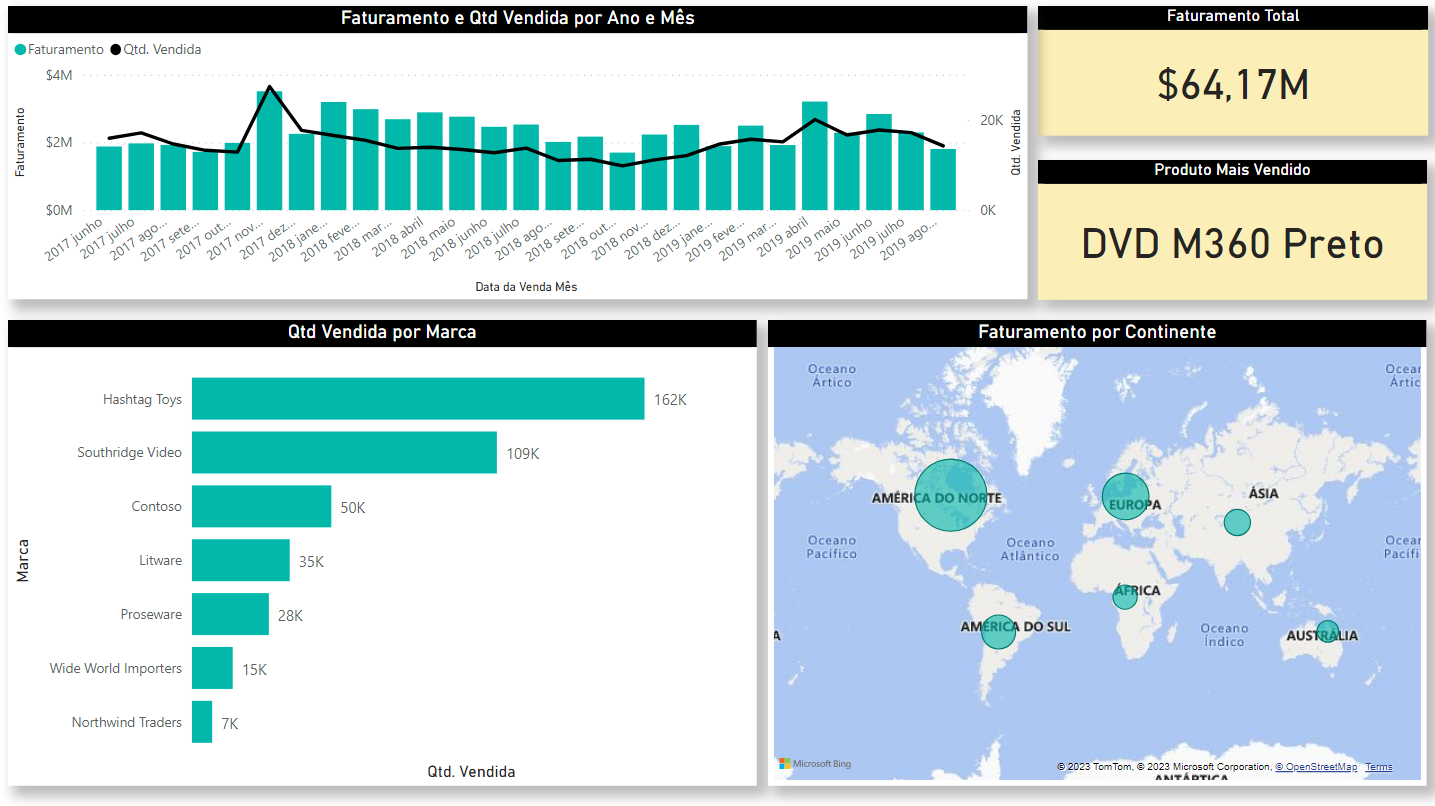 Faturamento e Qtd Vendida por Ano e Mês
Faturamento Qtd. Vendida
$4M
$2M
$0M
Faturamento
20K
0K
Qtd. Vendida
2017 junho
2017 julho
2017 ago...
2017 sete...
2017 out...
2017 nov...
2017 dez...
2018 jane...
2018 feve...
2018 mar...
2018 abril
2018 maio
2018 junho
2018 julho
2018 ago...
2018 sete...
2018 out...
2018 nov...
2018 dez...
2019 jane...
2019 feve...
2019 mar...
2019 abril
2019 maio
2019 junho
2019 julho
2019 ago...
Data da Venda Mês
Faturamento Total
$64,17M
Produto Mais Vendido
DVD M360 Preto
Qtd Vendida por Marca
Marca
Hashtag Toys 162K
Southridge Video 109K
Contoso 50K
Litware 35K
Proseware 28K
Wide World Importers 15K
Northwind Traders 7K
Qtd. Vendida
Faturamento por Continente
Oceano
Ártico
Ocear
Ártic
AMÉRICA DO NORTE
EUROPA
ÁSIA
Oceano
Pacífico
Oceano
Atlântico
Ocear
Pacífi
ÁFRICA
AMÉRICA DO SUL
Oceano
Índico
AUSTRÁLIA
A
Microsoft Bing
© 2023 TomTom, © 2023 Microsoft Corporation, © OpenStreetMap Terms
ANTÁRTICA